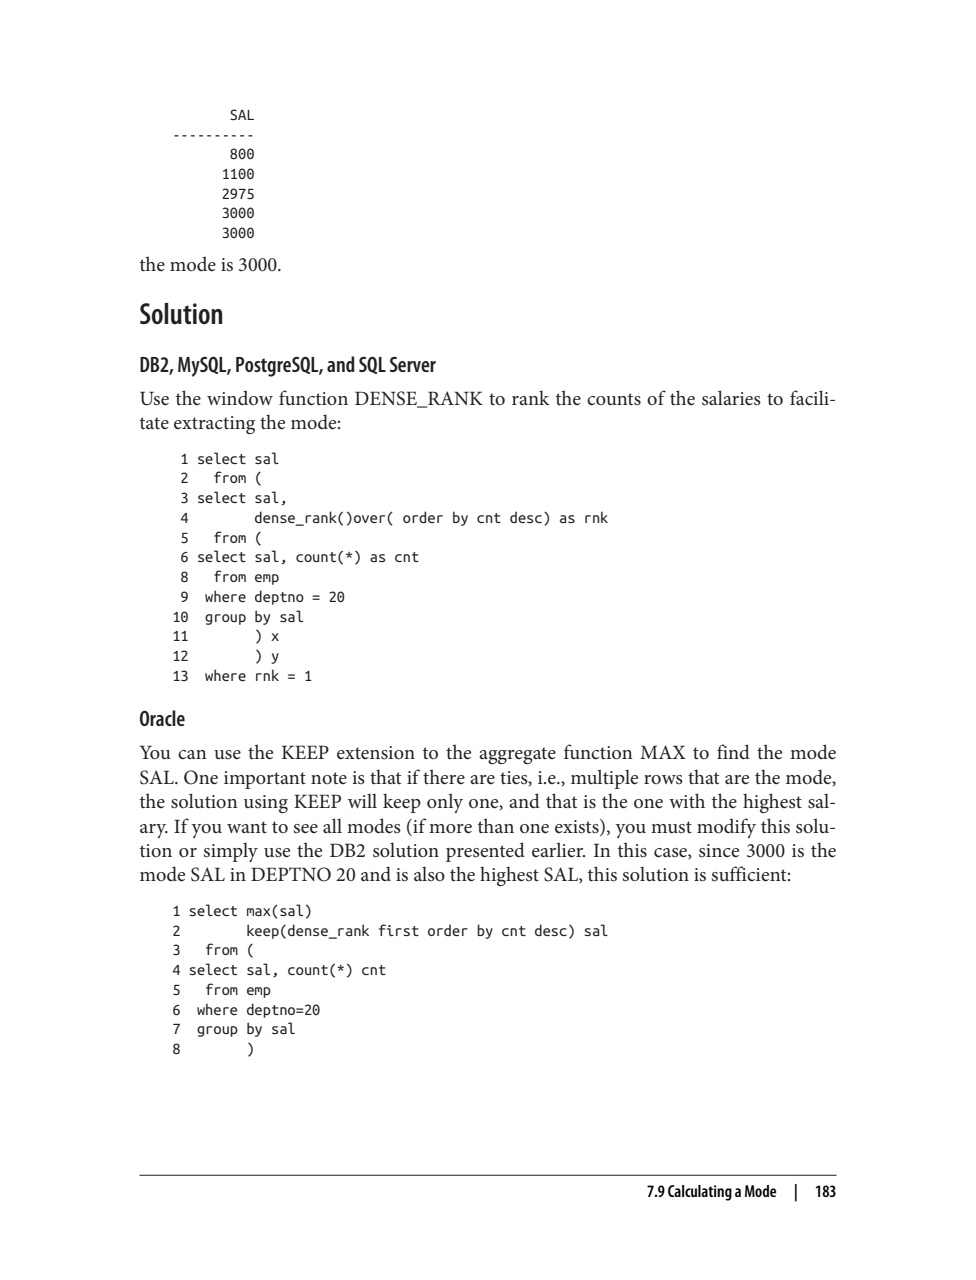 SAL
----------
800
1100
2975
3000
3000
the mode is 3000.
Solution
DB2, MySQL, PostgreSQL, and SQL Server
Use the window function DENSE_RANK to rank the counts of the salaries to facili-
tate extracting the mode:
1 select sal
2   from (
3 select sal,
4        dense_rank()over( order by cnt desc) as rnk
5   from (
6 select sal, count(*) as cnt
8   from emp
9  where deptno = 20
10  group by sal
11        ) x
12        ) y
13  where rnk = 1
Oracle
You can use the KEEP extension to the aggregate function MAX to find the mode
SAL. One important note is that if there are ties, i.e., multiple rows that are the mode,
the solution using KEEP will keep only one, and that is the one with the highest sal-
ary. If you want to see all modes (if more than one exists), you must modify this solu-
tion or simply use the DB2 solution presented earlier. In this case, since 3000 is the
mode SAL in DEPTNO 20 and is also the highest SAL, this solution is sufficient:
1 select max(sal)
2        keep(dense_rank first order by cnt desc) sal
3   from (
4 select sal, count(*) cnt
5   from emp
6  where deptno=20
7  group by sal
8        )
7.9 Calculating a Mode | 183